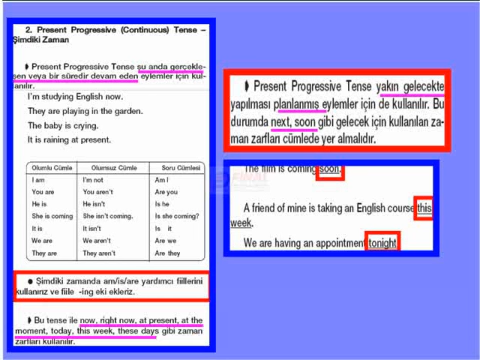 2. Present Progressive (Continuous) Tense –
Şimdiki Zaman
Present Progressive Tense şu anda gerçekle-
şen veya bir süredir devam eden eylemler için kul-
lanılır.
I'm studying English now.
They are playing in the garden.
The baby is crying.
It is raining at present.
Olumlu Cümle Olumsuz Cümle Soru Cümlesi
I am I'm not Am I
You are You aren't Are you
He is He isn't Is he
She is coming She isn't coming. Is she coming?
It is It isn't Is it
We are We aren't Are we
They are They aren't Are they
● Şimdiki zamanda am/is/are yardımcı fiillerini
kullanırız ve fiile -ing eki ekleriz.
Bu tense ile now, right now, at present, at the
moment, today, this week, these days gibi zaman
zarfları kullanılır.
Present Progressive Tense yakın gelecekte
yapılması planlanmış eylemler için de kullanılır. Bu
durumda next, soon gibi gelecek için kullanılan za-
man zarfları cümlede yer almalıdır.
The film is coming soon.
A friend of mine is taking an English course this
week.
We are having an appointment tonight.